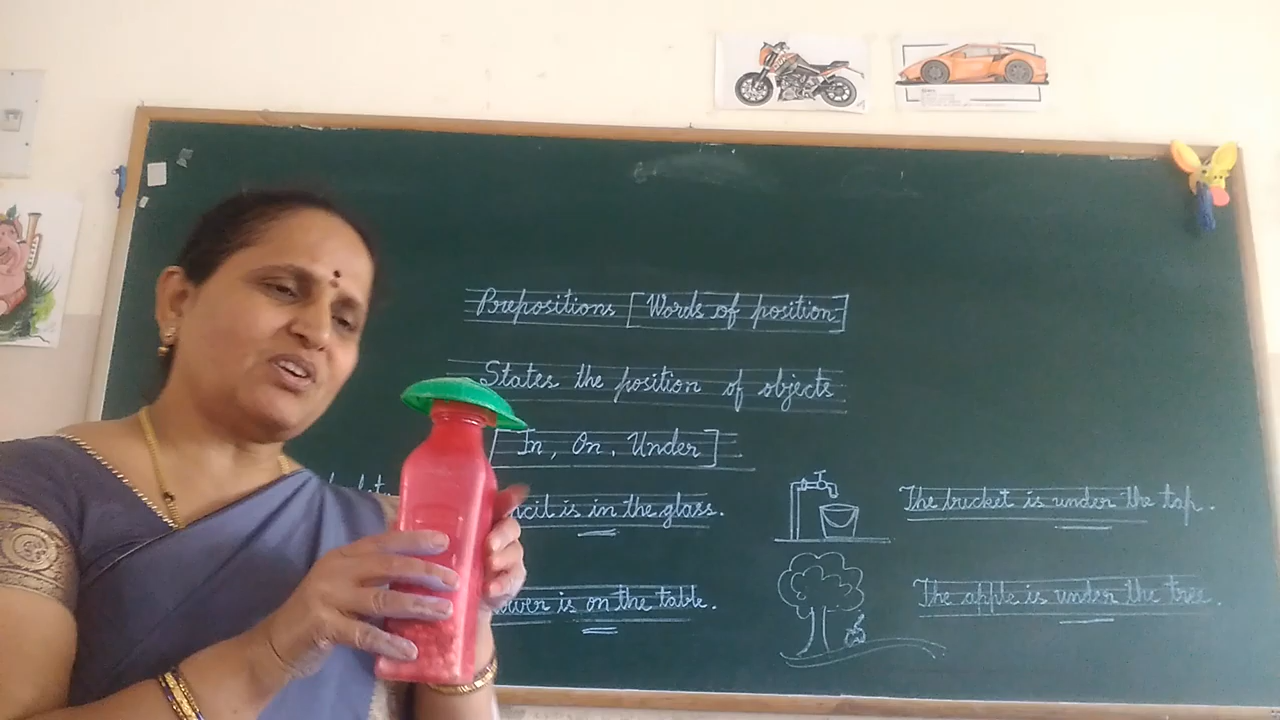 Prepositions [Words of position]
States the position of objects
[In, On, Under]
ncil is in the glass.
The bucket is under the tap.
ower is on the table.
The apple is under the tree.